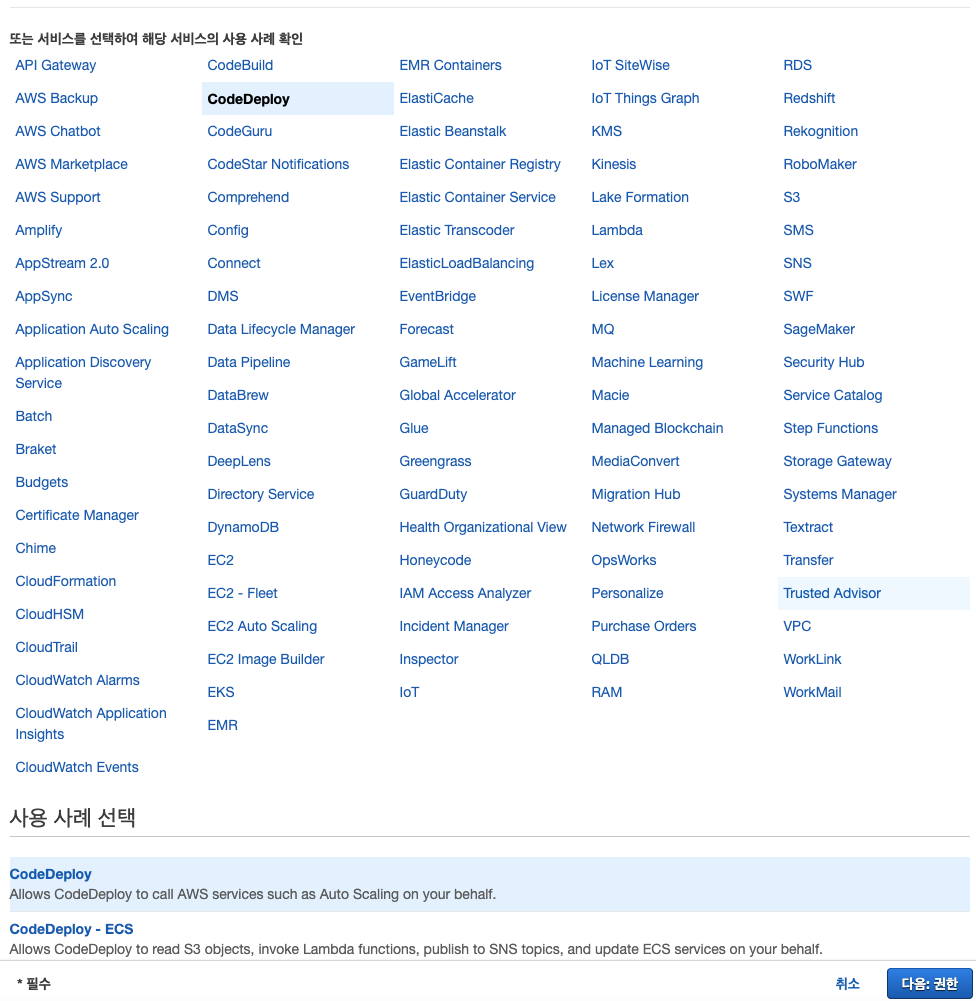 또는 서비스를 선택하여 해당 서비스의 사용 사례 확인
API Gateway
AWS Backup
AWS Chatbot
AWS Marketplace
AWS Support
Amplify
AppStream 2.0
AppSync
Application Auto Scaling
Application Discovery
Service
Batch
Braket
Budgets
Certificate Manager
Chime
CloudFormation
CloudHSM
CloudTrail
CloudWatch Alarms
CloudWatch Application
Insights
CloudWatch Events
CodeBuild
CodeDeploy
CodeGuru
CodeStar Notifications
Comprehend
Config
Connect
DMS
Data Lifecycle Manager
Data Pipeline
DataBrew
DataSync
DeepLens
Directory Service
DynamoDB
EC2
EC2 - Fleet
EC2 Auto Scaling
EC2 Image Builder
EKS
EMR
EMR Containers
ElastiCache
Elastic Beanstalk
Elastic Container Registry
Elastic Container Service
Elastic Transcoder
ElasticLoadBalancing
EventBridge
Forecast
GameLift
Global Accelerator
Glue
Greengrass
GuardDuty
Health Organizational View
Honeycode
IAM Access Analyzer
Incident Manager
Inspector
IoT
IoT SiteWise
IoT Things Graph
KMS
Kinesis
Lake Formation
Lambda
Lex
License Manager
MQ
Machine Learning
Macie
Managed Blockchain
MediaConvert
Migration Hub
Network Firewall
OpsWorks
Personalize
Purchase Orders
QLDB
RAM
RDS
Redshift
Rekognition
RoboMaker
S3
SMS
SNS
SWF
SageMaker
Security Hub
Service Catalog
Step Functions
Storage Gateway
Systems Manager
Textract
Transfer
Trusted Advisor
VPC
WorkLink
WorkMail
사용 사례 선택
CodeDeploy
Allows CodeDeploy to call AWS services such as Auto Scaling on your behalf.
CodeDeploy - ECS
Allows CodeDeploy to read S3 objects, invoke Lambda functions, publish to SNS topics, and update ECS services on your behalf.
* 필수
취소
다음: 권한